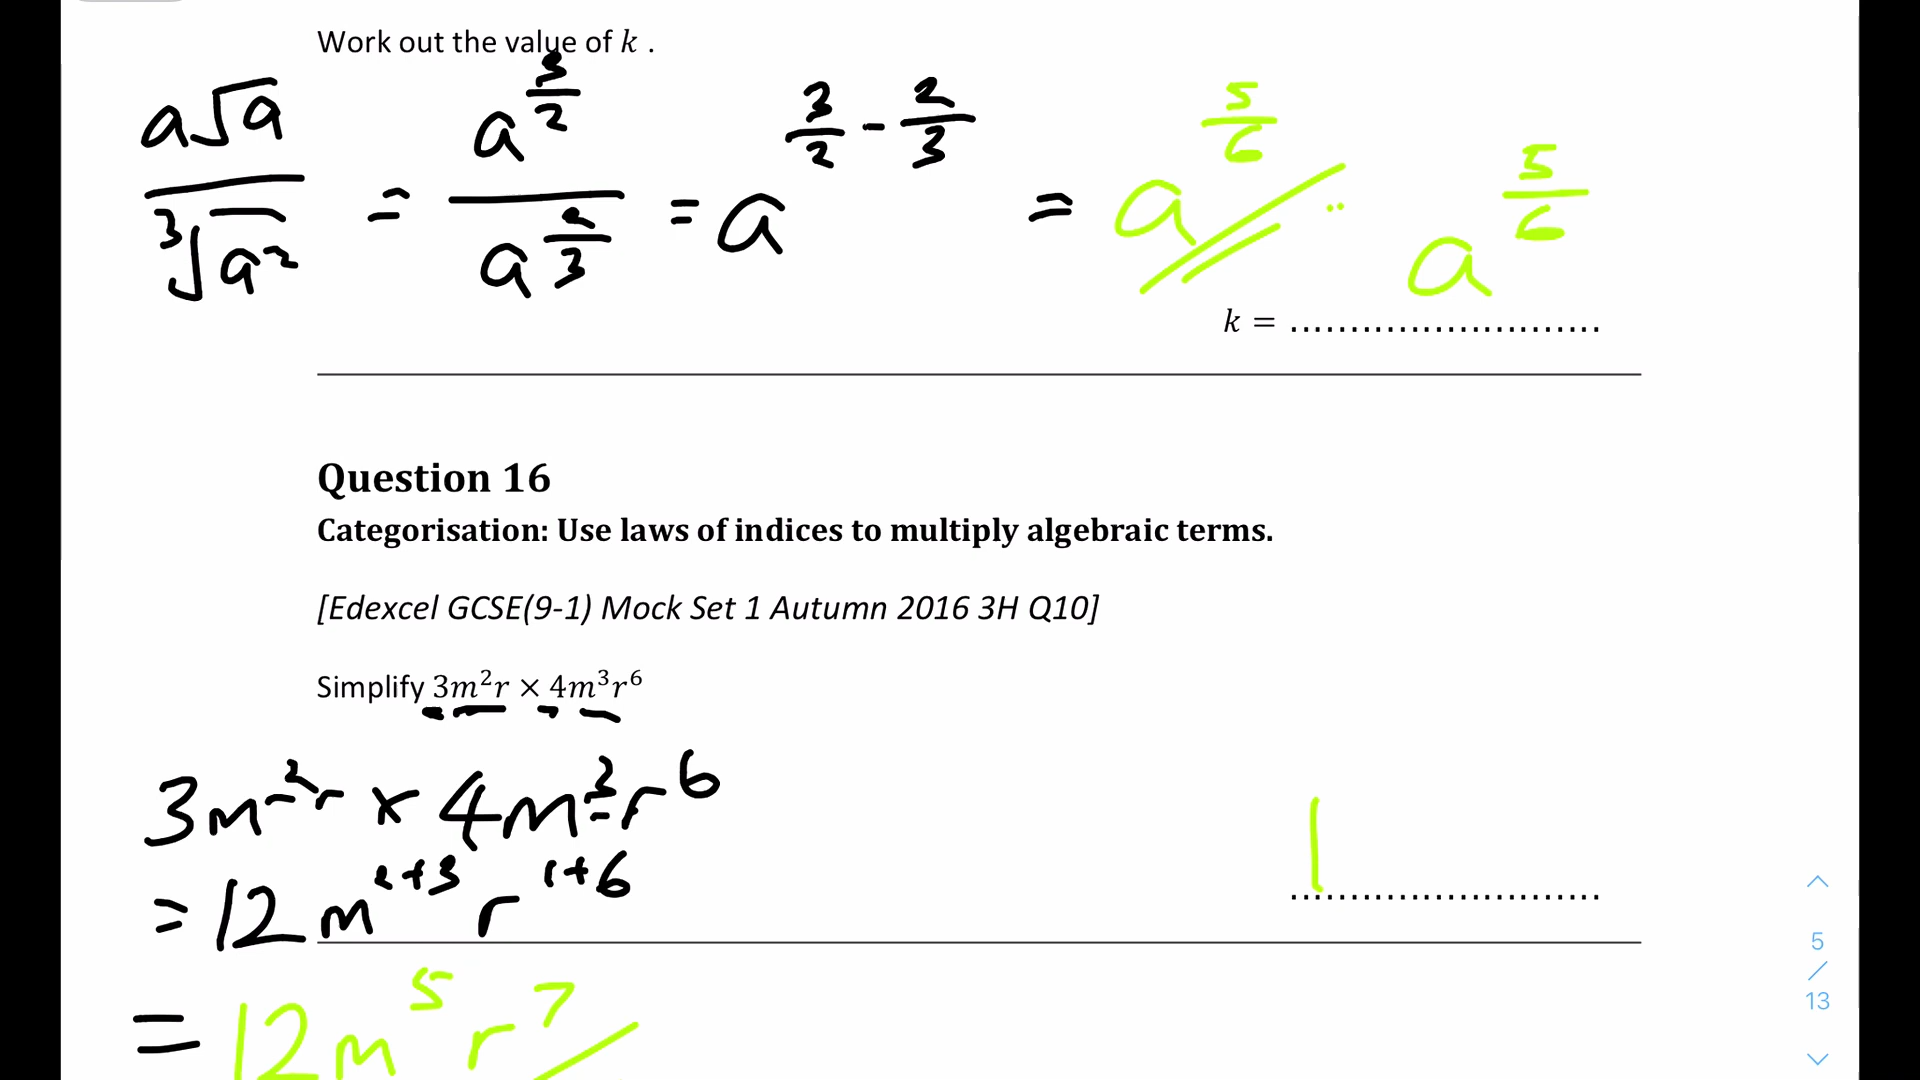 Work out the value of k .
a√a / ∛a² = a^(3/2) / a^(2/3) = a^(3/2 - 2/3) = a^(5/6)
a^(5/6)
k = ..........................
Question 16
Categorisation: Use laws of indices to multiply algebraic terms.
[Edexcel GCSE(9-1) Mock Set 1 Autumn 2016 3H Q10]
Simplify 3m²r × 4m³r⁶
3m²r × 4m³r⁶
= 12m²⁺³ r¹⁺⁶
1
..........................
= 12m⁵r⁷
5
/
13